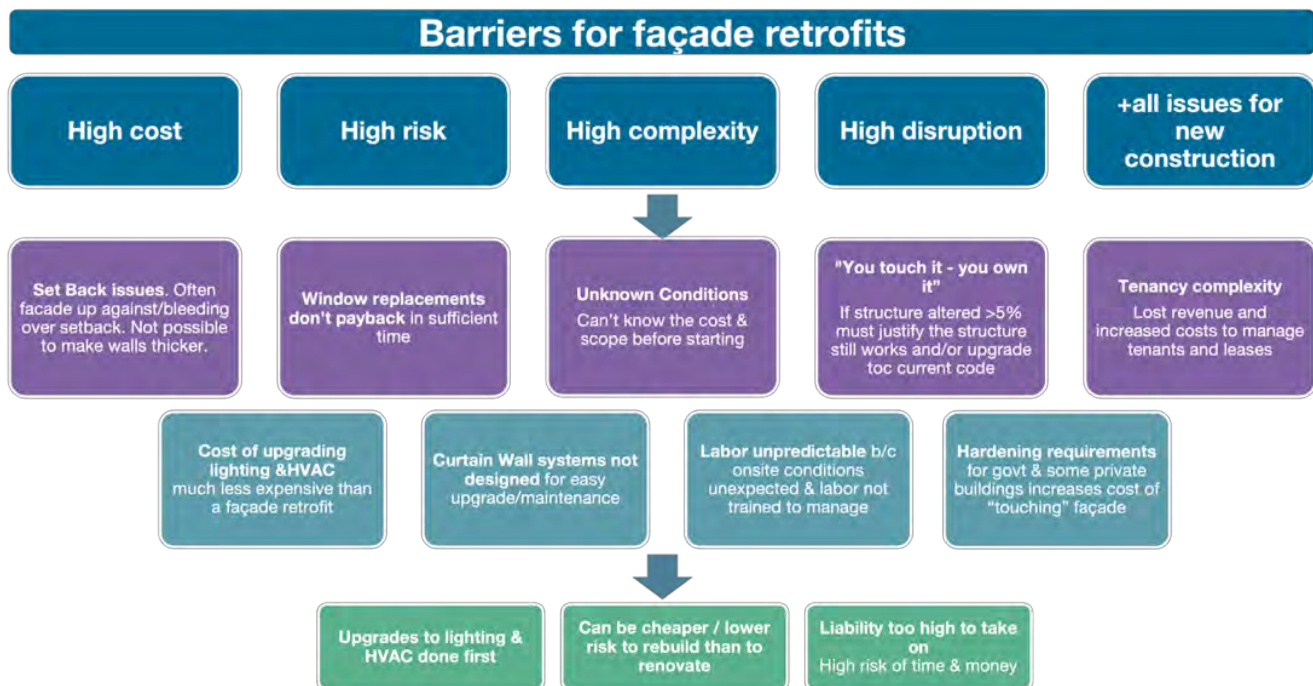 Barriers for façade retrofits
High cost
High risk
High complexity
High disruption
+all issues for
new
construction
Set Back issues. Often
facade up against/bleeding
over setback. Not possible
to make walls thicker.
Window replacements
don't payback in sufficient
time
Unknown Conditions
Can't know the cost &
scope before starting
"You touch it - you own
it"
If structure altered >5%
must justify the structure
still works and/or upgrade
toc current code
Tenancy complexity
Lost revenue and
increased costs to manage
tenants and leases
Cost of upgrading
lighting &HVAC
much less expensive than
a façade retrofit
Curtain Wall systems not
designed for easy
upgrade/maintenance
Labor unpredictable b/c
onsite conditions
unexpected & labor not
trained to manage
Hardening requirements
for govt & some private
buildings increases cost of
"touching" façade
Upgrades to lighting &
HVAC done first
Can be cheaper / lower
risk to rebuild than to
renovate
Liability too high to take
on
High risk of time & money